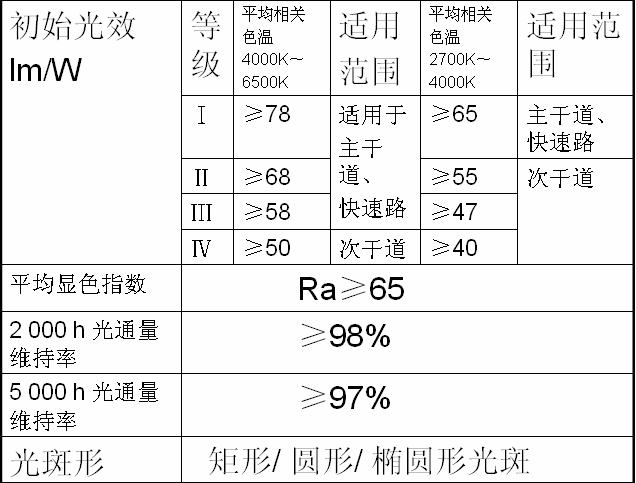 初始光效
lm/W
等
级
平均相关
色温
4000K～
6500K
适用
范围
平均相关
色温
2700K～
4000K
适用范
围
Ⅰ
≥78
适用于
主干
道、
快速路
≥65
主干道、
快速路
Ⅱ
≥68
≥55
次干道
Ⅲ
≥58
≥47
Ⅳ
≥50
次干道
≥40
平均显色指数
Ra≥65
2 000 h 光通量
维持率
≥98%
5 000 h 光通量
维持率
≥97%
光斑形
矩形/ 圆形/ 椭圆形光斑